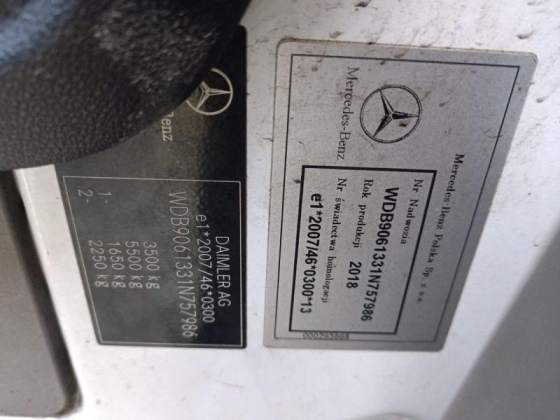 Mercedes-Benz Polska Sp. z o.o.
Mercedes-Benz
Nr Nadwozia
WDB9061331N757986
Rok produkcji 2018
Nr świadectwa homologacji
e1*2007/46*0300*13
Benz
DAIMLER AG
e1*2007/46*0300
WDB9061331N757986
3500 kg
5500 kg
1- 1650 kg
2- 2250 kg